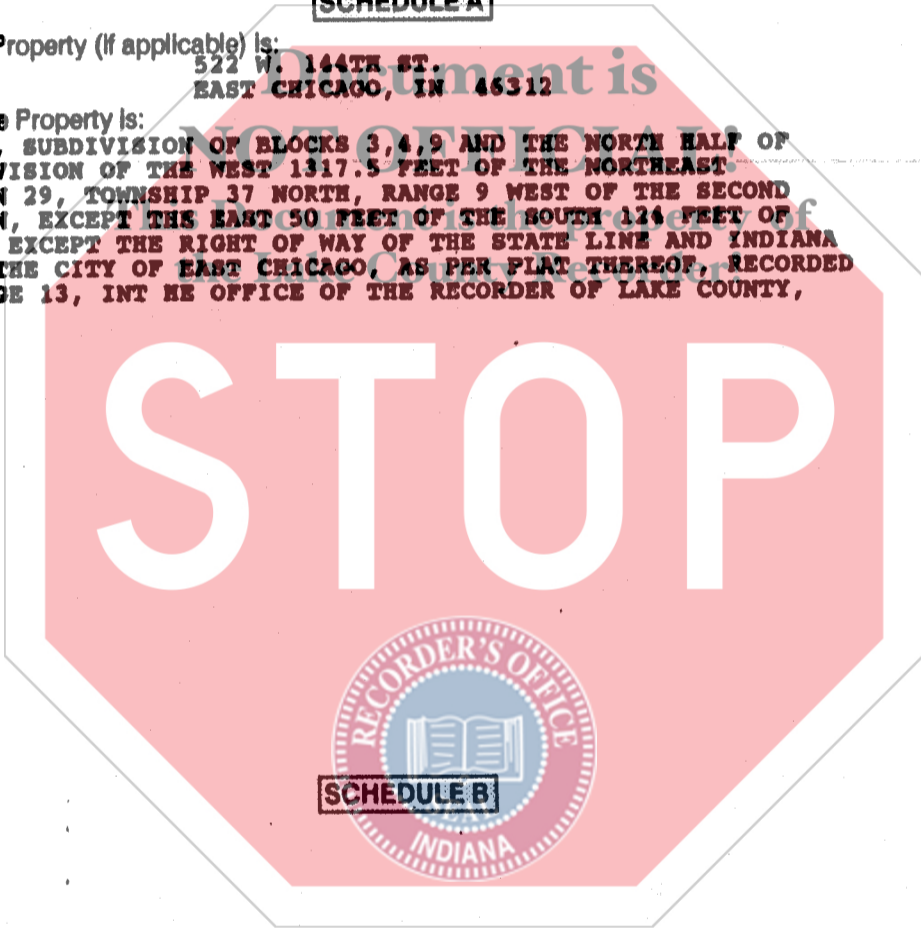 SCHEDULE A
Property (if applicable) is:
522 W. 144TH ST.
EAST CHICAGO, IN 46312
Property is:
, SUBDIVISION OF BLOCKS 3,4,9 AND THE NORTH HALF OF
VISION OF THE WEST 1317.5 FEET OF THE NORTHEAST
N 29, TOWNSHIP 37 NORTH, RANGE 9 WEST OF THE SECOND
N, EXCEPT THE EAST 50 FEET OF THE SOUTH 124 FEET OF
EXCEPT THE RIGHT OF WAY OF THE STATE LINE AND INDIANA
THE CITY OF EAST CHICAGO, AS PER PLAT THEREOF, RECORDED
GE 13, INT HE OFFICE OF THE RECORDER OF LAKE COUNTY,
Document is
NOT OFFICIAL!
This Document is the property of
the Lake County Recorder!
STOP
RECORDER'S OFFICE
SCHEDULE B
SEAL
INDIANA